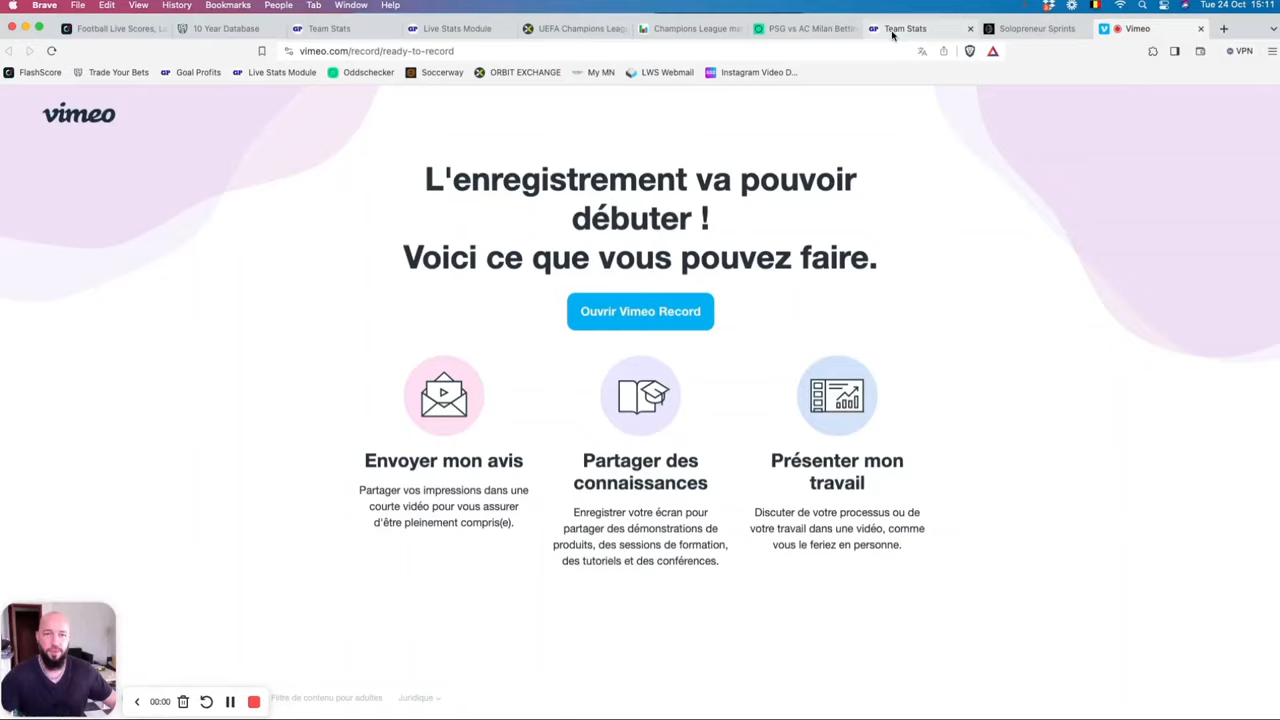 Brave File Edit View History Bookmarks People Tab Window Help
Tue 24 Oct 15:11
Football Live Scores, L
10 Year Database
Team Stats
Live Stats Module
UEFA Champions Leag
Champions League ma
PSG vs AC Milan Bettin
Team Stats
Solopreneur Sprints
Vimeo
vimeo.com/record/ready-to-record
VPN
FlashScore
Trade Your Bets
Goal Profits
Live Stats Module
Oddschecker
Soccerway
ORBIT EXCHANGE
My MN
LWS Webmail
Instagram Video D...
vimeo
L'enregistrement va pouvoir
débuter !
Voici ce que vous pouvez faire.
Ouvrir Vimeo Record
Envoyer mon avis
Partager vos impressions dans une
courte vidéo pour vous assurer
d'être pleinement compris(e).
Partager des
connaissances
Enregistrer votre écran pour
partager des démonstrations de
produits, des sessions de formation,
des tutoriels et des conférences.
Présenter mon
travail
Discuter de votre processus ou de
votre travail dans une vidéo, comme
vous le feriez en personne.
00:00
Filtre de contenu pour adultes
Juridique